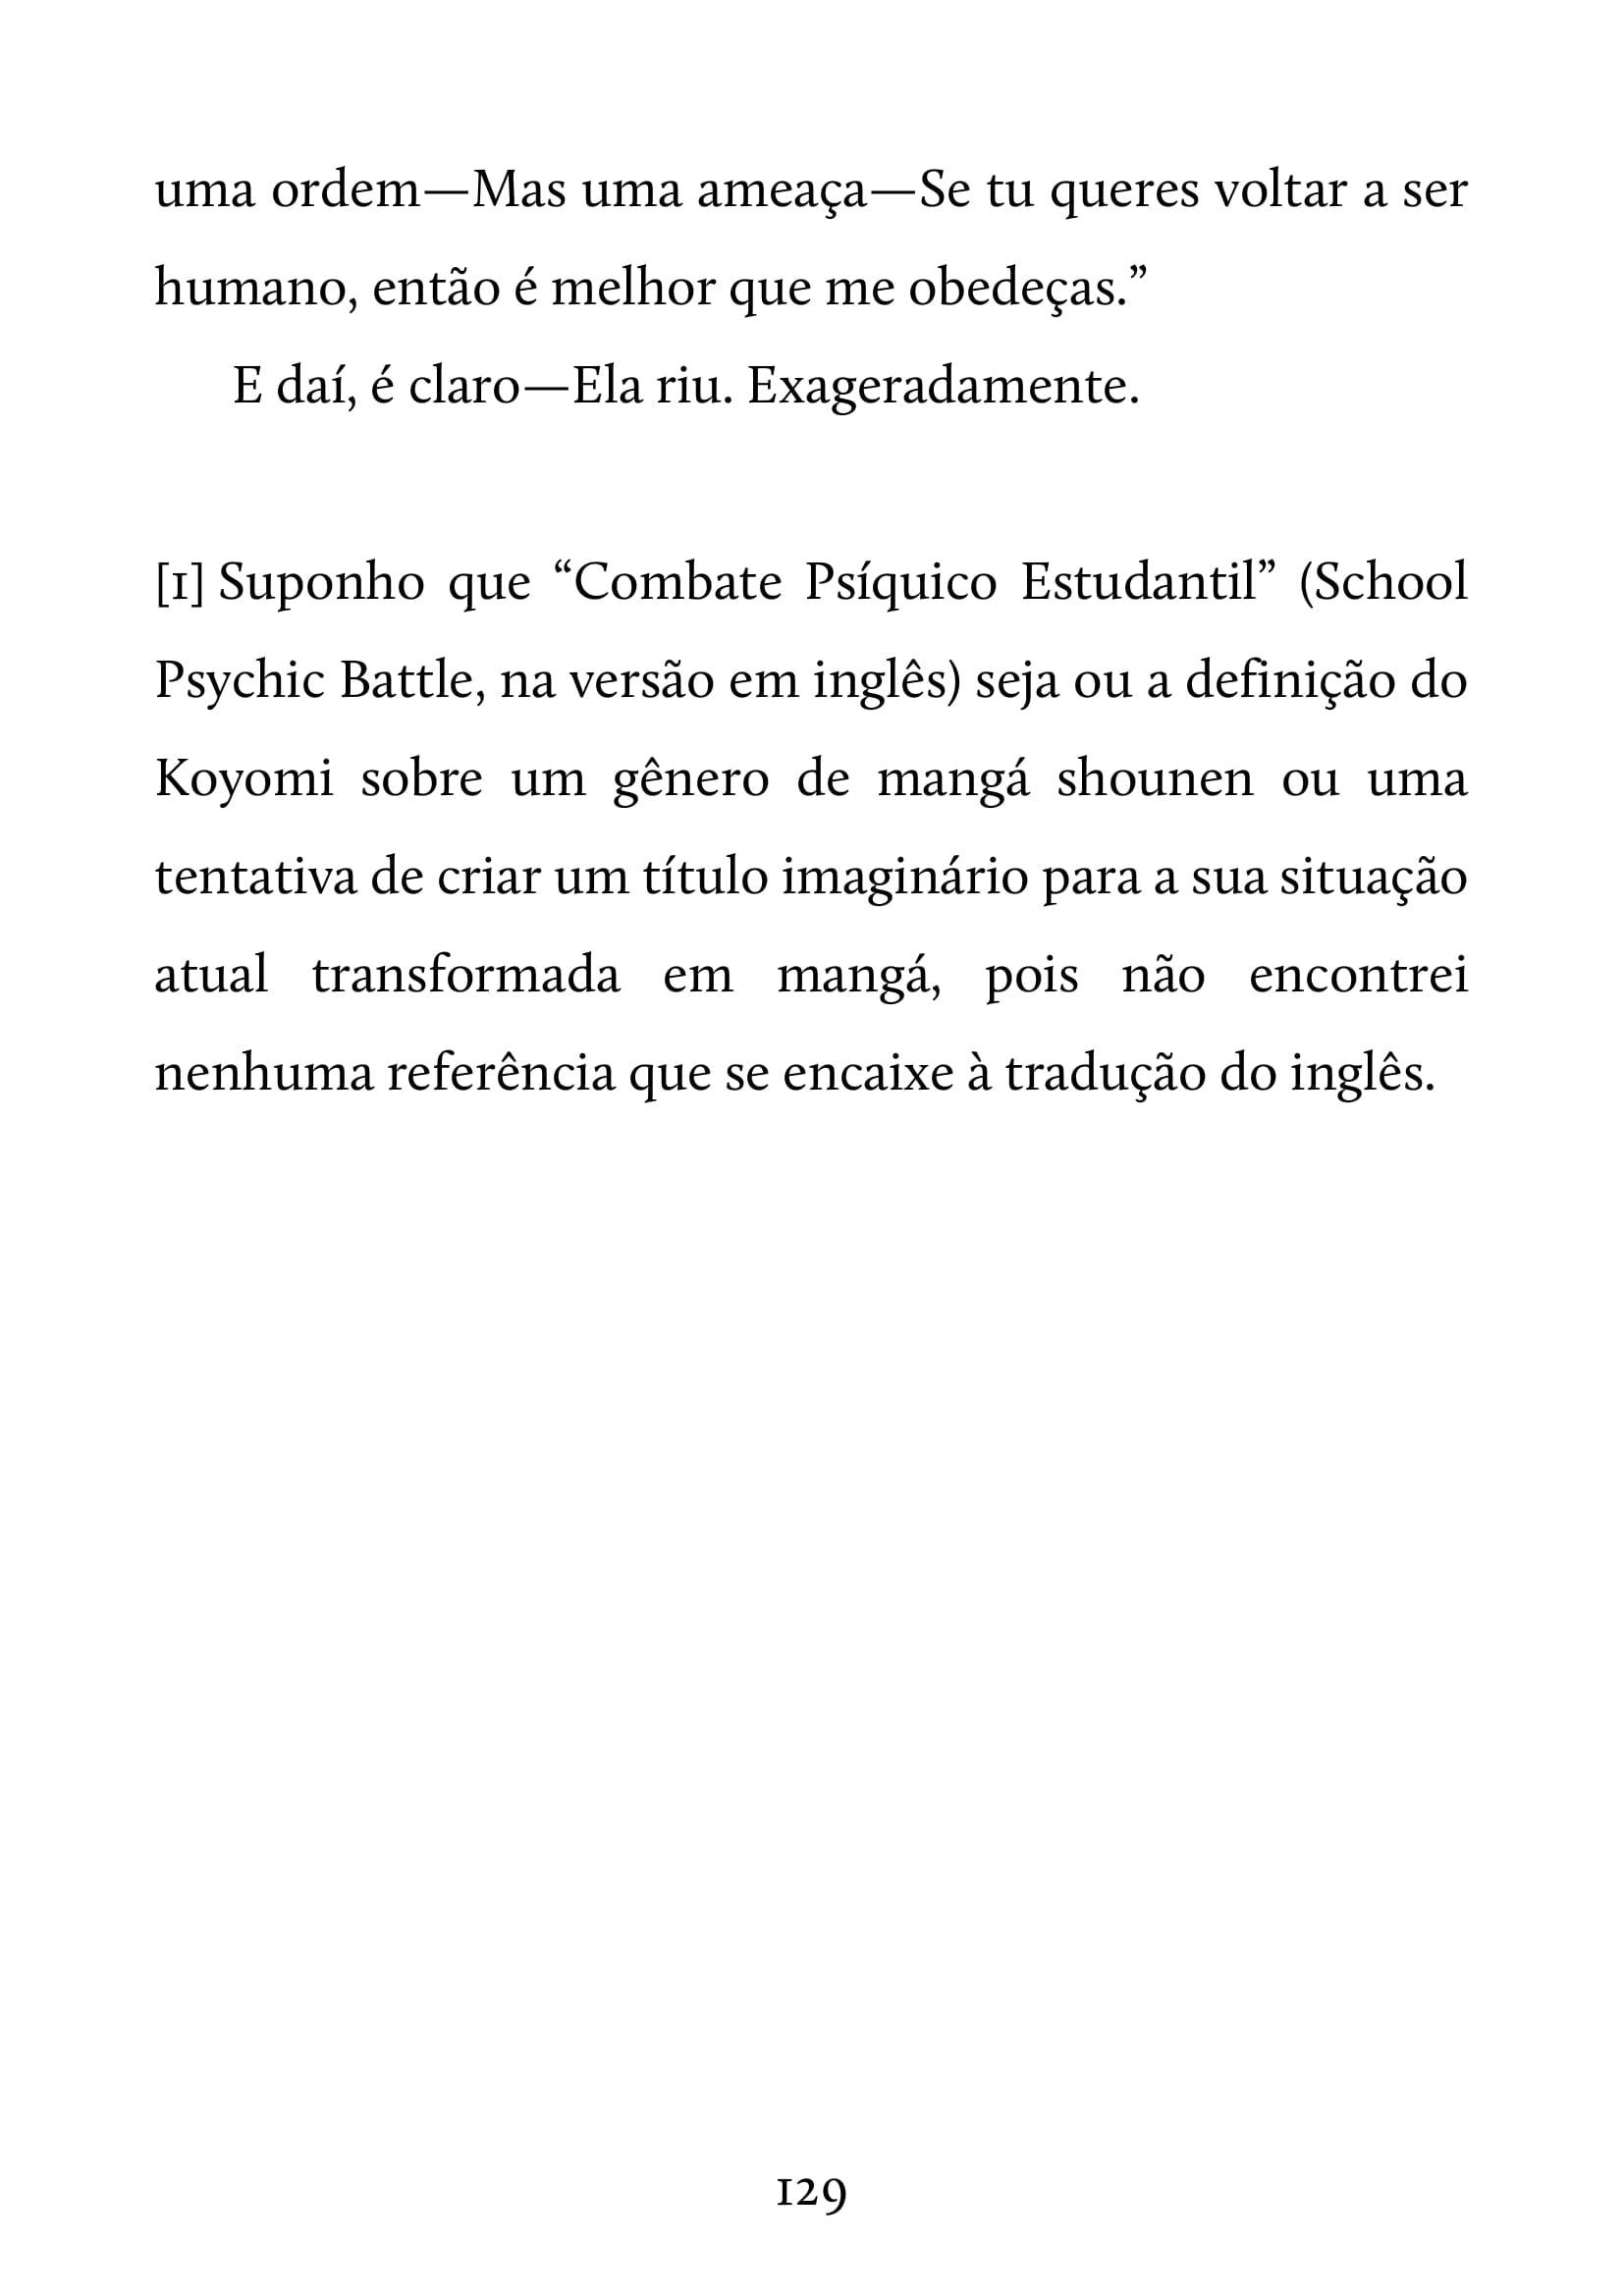 uma ordem—Mas uma ameaça—Se tu queres voltar a ser
humano, então é melhor que me obedeças.”
E daí, é claro—Ela riu. Exageradamente.
[1] Suponho que “Combate Psíquico Estudantil” (School
Psychic Battle, na versão em inglês) seja ou a definição do
Koyomi sobre um gênero de mangá shounen ou uma
tentativa de criar um título imaginário para a sua situação
atual transformada em mangá, pois não encontrei
nenhuma referência que se encaixe à tradução do inglês.
129